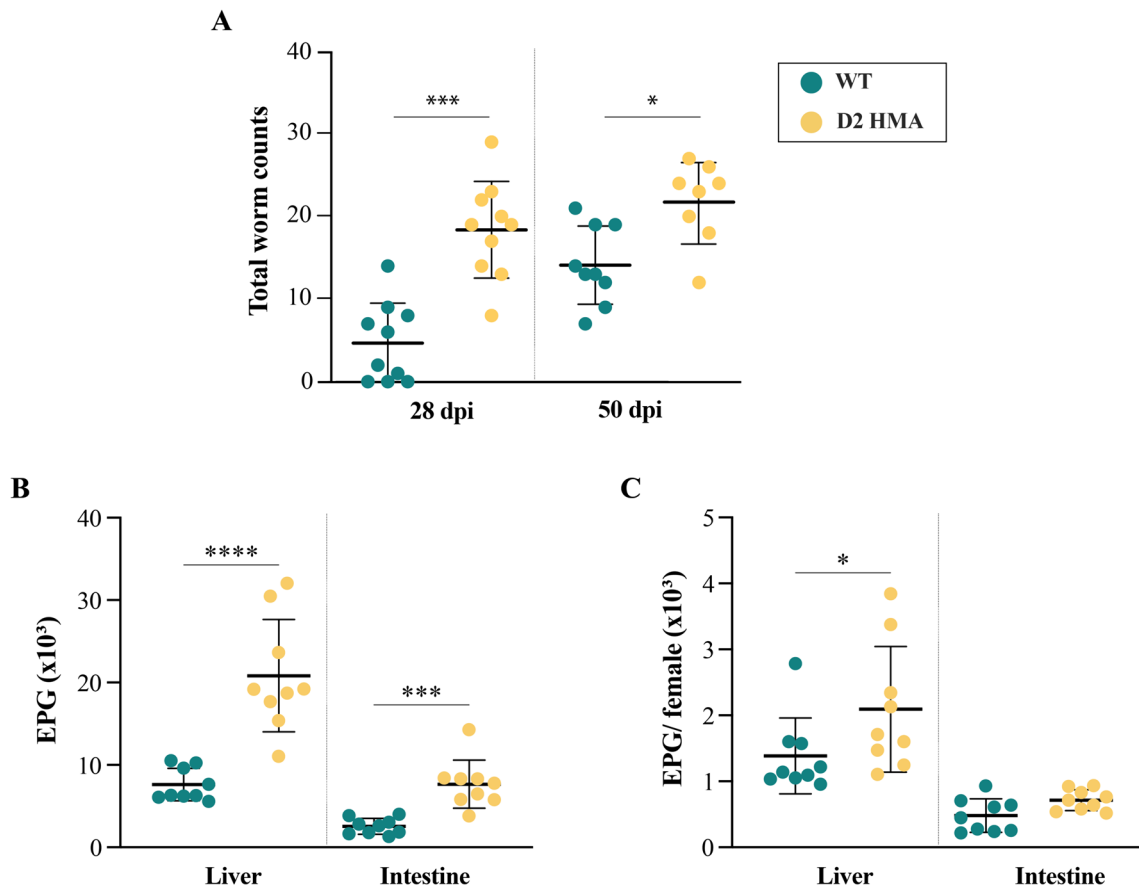 A
Total worm counts
40
30
20
10
0
***
*
28 dpi
50 dpi
WT
D2 HMA
B
EPG (x10³)
40
30
20
10
0
****
***
Liver
Intestine
C
EPG/ female (x10³)
5
4
3
2
1
0
*
Liver
Intestine